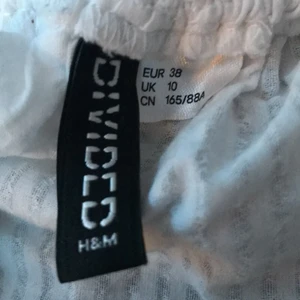 DIVIDED
H&M
EUR 38
UK 10
CN 165/88A